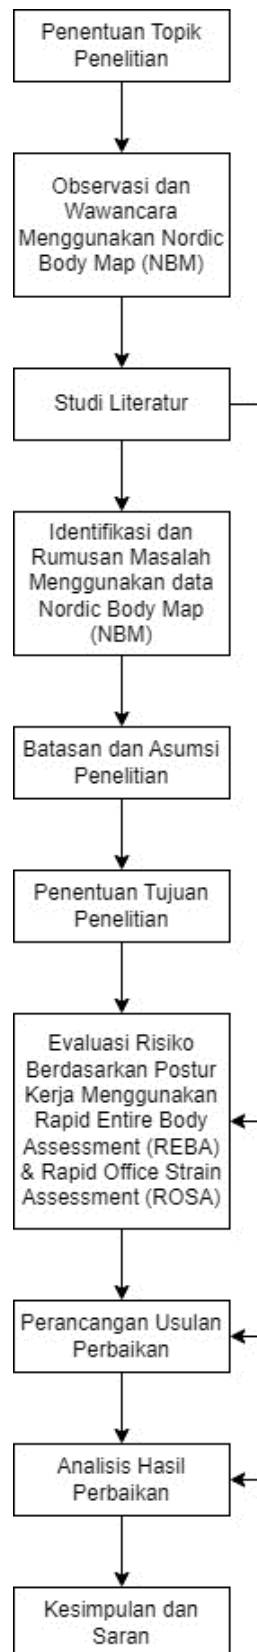 Penentuan Topik
Penelitian
Observasi dan
Wawancara
Menggunakan Nordic
Body Map (NBM)
Studi Literatur
Identifikasi dan
Rumusan Masalah
Menggunakan data
Nordic Body Map
(NBM)
Batasan dan Asumsi
Penelitian
Penentuan Tujuan
Penelitian
Evaluasi Risiko
Berdasarkan Postur
Kerja Menggunakan
Rapid Entire Body
Assessment (REBA)
& Rapid Office Strain
Assessment (ROSA)
Perancangan Usulan
Perbaikan
Analisis Hasil
Perbaikan
Kesimpulan dan
Saran